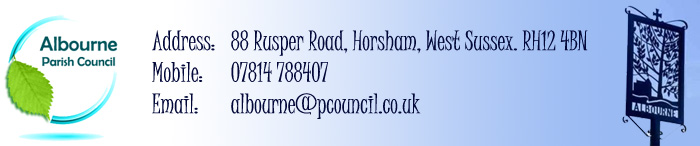 Albourne
Parish Council
Address: 88 Rusper Road, Horsham, West Sussex. RH12 4BN
Mobile: 07814 788407
Email: albourne@pcouncil.co.uk
ALBOURNE